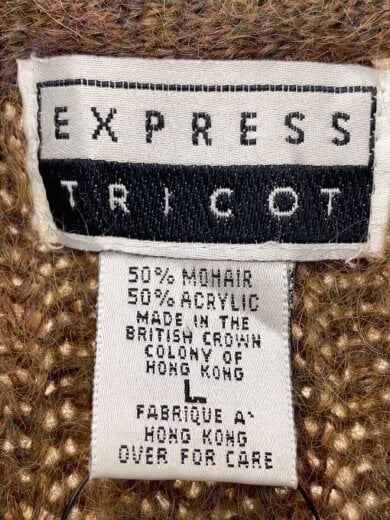 EXPRESS
TRICOT
50% MOHAIR
50% ACRYLIC
MADE IN THE
BRITISH CROWN
COLONY OF
HONG KONG
L
FABRIQUE A`
HONG KONG
OVER FOR CARE